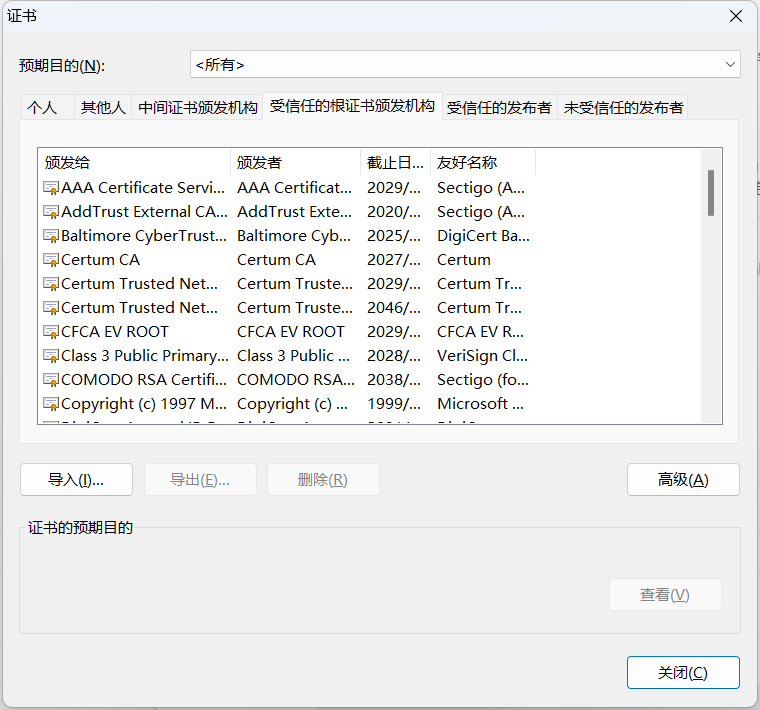 证书
预期目的(N):
<所有>
个人 其他人 中间证书颁发机构 受信任的根证书颁发机构 受信任的发布者 未受信任的发布者
颁发给 颁发者 截止日... 友好名称
AAA Certificate Servi... AAA Certificat... 2029/... Sectigo (A...
AddTrust External CA... AddTrust Exte... 2020/... Sectigo (A...
Baltimore CyberTrust... Baltimore Cyb... 2025/... DigiCert Ba...
Certum CA Certum CA 2027/... Certum
Certum Trusted Net... Certum Truste... 2029/... Certum Tr...
Certum Trusted Net... Certum Truste... 2046/... Certum Tr...
CFCA EV ROOT CFCA EV ROOT 2029/... CFCA EV R...
Class 3 Public Primary... Class 3 Public ... 2028/... VeriSign Cl...
COMODO RSA Certifi... COMODO RSA... 2038/... Sectigo (fo...
Copyright (c) 1997 M... Copyright (c) ... 1999/... Microsoft ...
导入(I)... 导出(E)... 删除(R) 高级(A)
证书的预期目的
查看(V)
关闭(C)